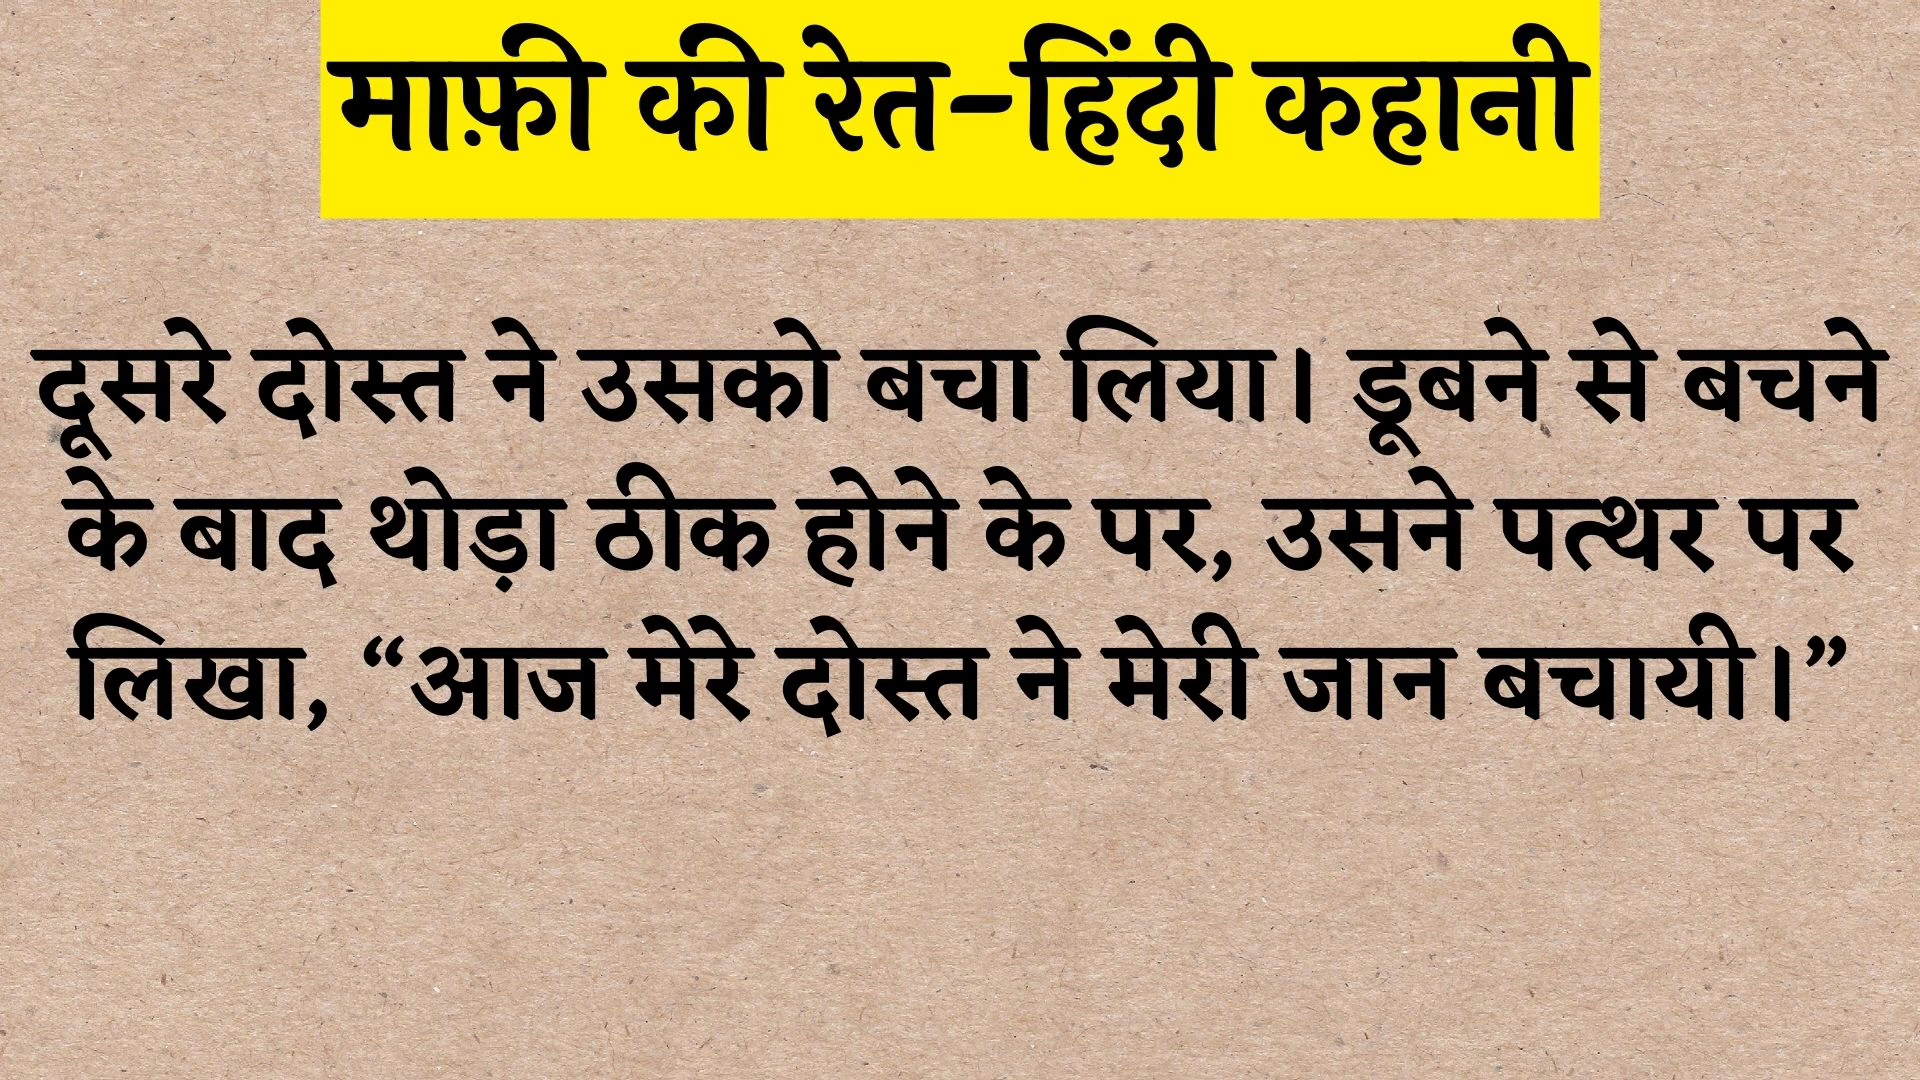 माफ़ी की रेत-हिंदी कहानी
दूसरे दोस्त ने उसको बचा लिया। डूबने से बचने
के बाद थोड़ा ठीक होने के पर, उसने पत्थर पर
लिखा, “आज मेरे दोस्त ने मेरी जान बचायी।”